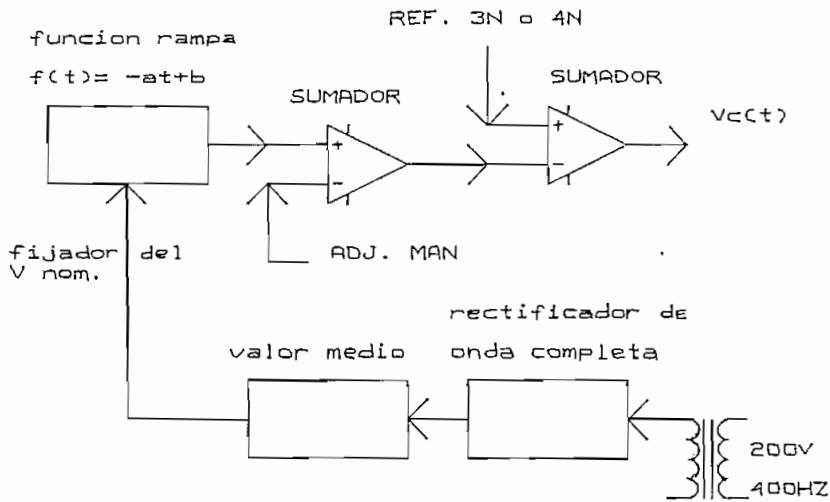 REF. 3N o 4N
funcion rampa
f(t)= -at+b
SUMADOR
SUMADOR
+
-
+
-
Vc(t)
fijador del
V nom.
ADJ. MAN
rectificador de
valor medio
onda completa
200V
400HZ